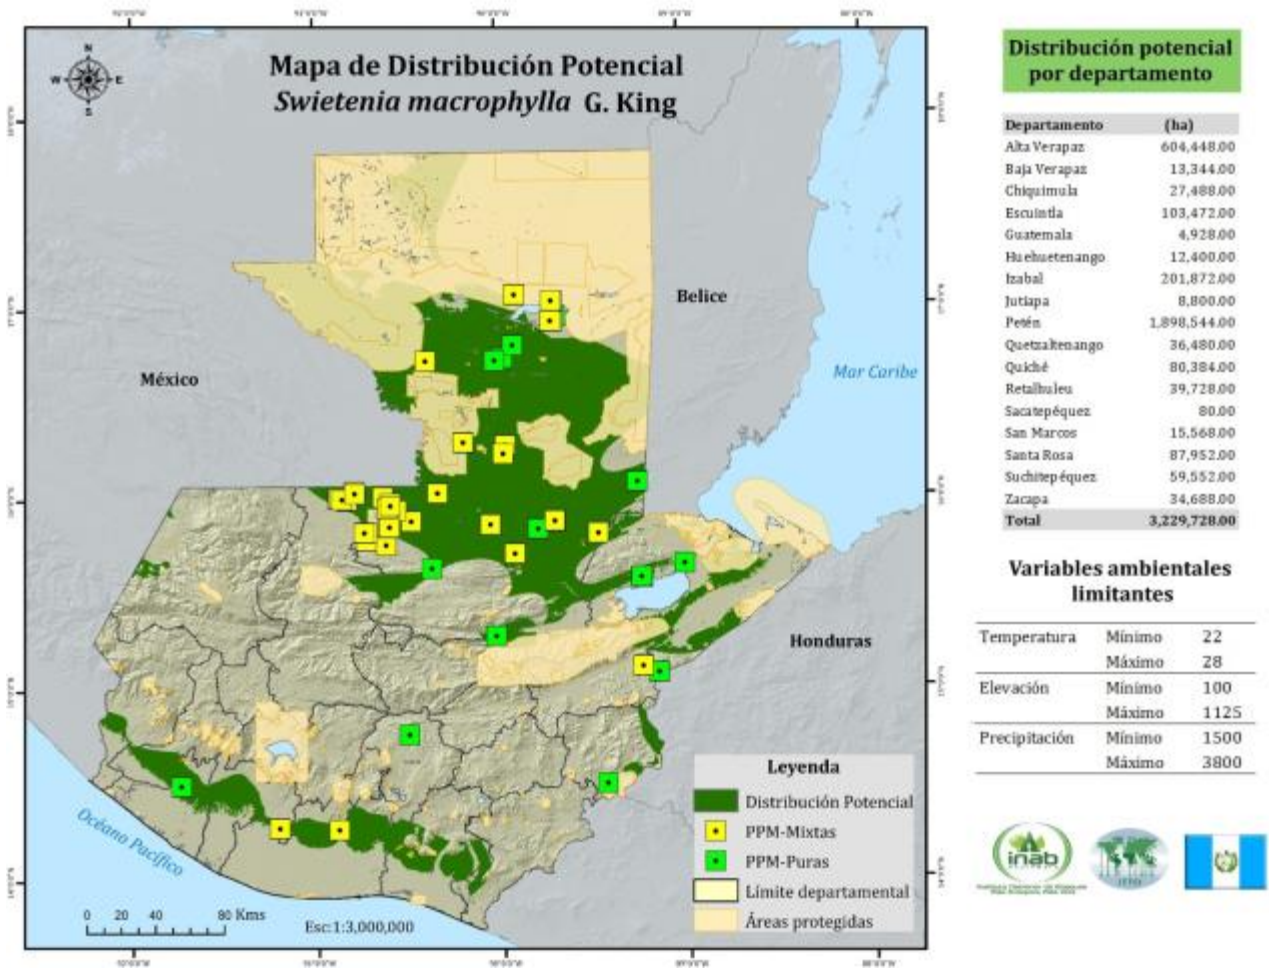 Mapa de Distribución Potencial
Swietenia macrophylla G. King
N
W
E
S
México
Belice
Mar Caribe
Honduras
Océano Pacífico
0 20 40 80 Kms
Esc:1:3,000,000
Leyenda
Distribución Potencial
PPM-Mixtas
PPM-Puras
Límite departamental
Áreas protegidas
Distribución potencial
por departamento
Departamento (ha)
Alta Verapaz 604,448.00
Baja Verapaz 13,344.00
Chiquimula 27,488.00
Escuintla 103,472.00
Guatemala 4,928.00
Huehuetenango 12,400.00
Izabal 201,872.00
Jutiapa 8,800.00
Petén 1,898,544.00
Quetzaltenango 36,480.00
Quiché 80,384.00
Retalhuleu 39,728.00
Sacatepéquez 80.00
San Marcos 15,568.00
Santa Rosa 87,952.00
Suchitepéquez 59,552.00
Zacapa 34,688.00
Total 3,229,728.00
Variables ambientales
limitantes
Temperatura Mínimo 22
Máximo 28
Elevación Mínimo 100
Máximo 1125
Precipitación Mínimo 1500
Máximo 3800
inab